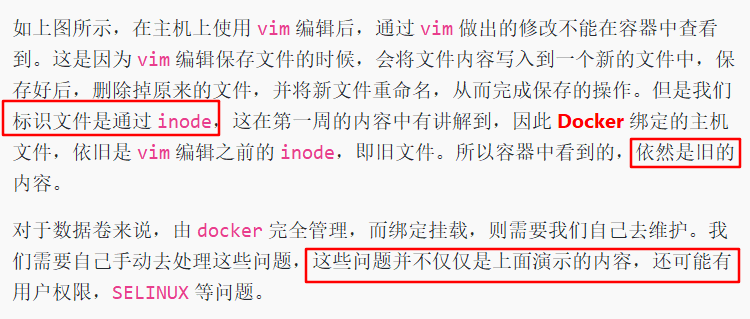 如上图所示，在主机上使用 vim 编辑后，通过 vim 做出的修改不能在容器中查看
到。这是因为 vim 编辑保存文件的时候，会将文件内容写入到一个新的文件中，保
存好后，删除掉原来的文件，并将新文件重命名，从而完成保存的操作。但是我们
标识文件是通过 inode，这在第一周的内容中有讲解到，因此 Docker 绑定的主机
文件，依旧是 vim 编辑之前的 inode，即旧文件。所以容器中看到的，依然是旧的
内容。
对于数据卷来说，由 docker 完全管理，而绑定挂载，则需要我们自己去维护。我
们需要自己手动去处理这些问题，这些问题并不仅仅是上面演示的内容，还可能有
用户权限，SELINUX 等问题。